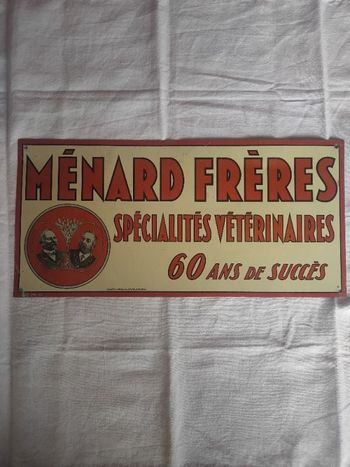 MÉNARD FRÈRES
SPÉCIALITÉS VÉTÉRINAIRES
60 ANS DE SUCCÈS